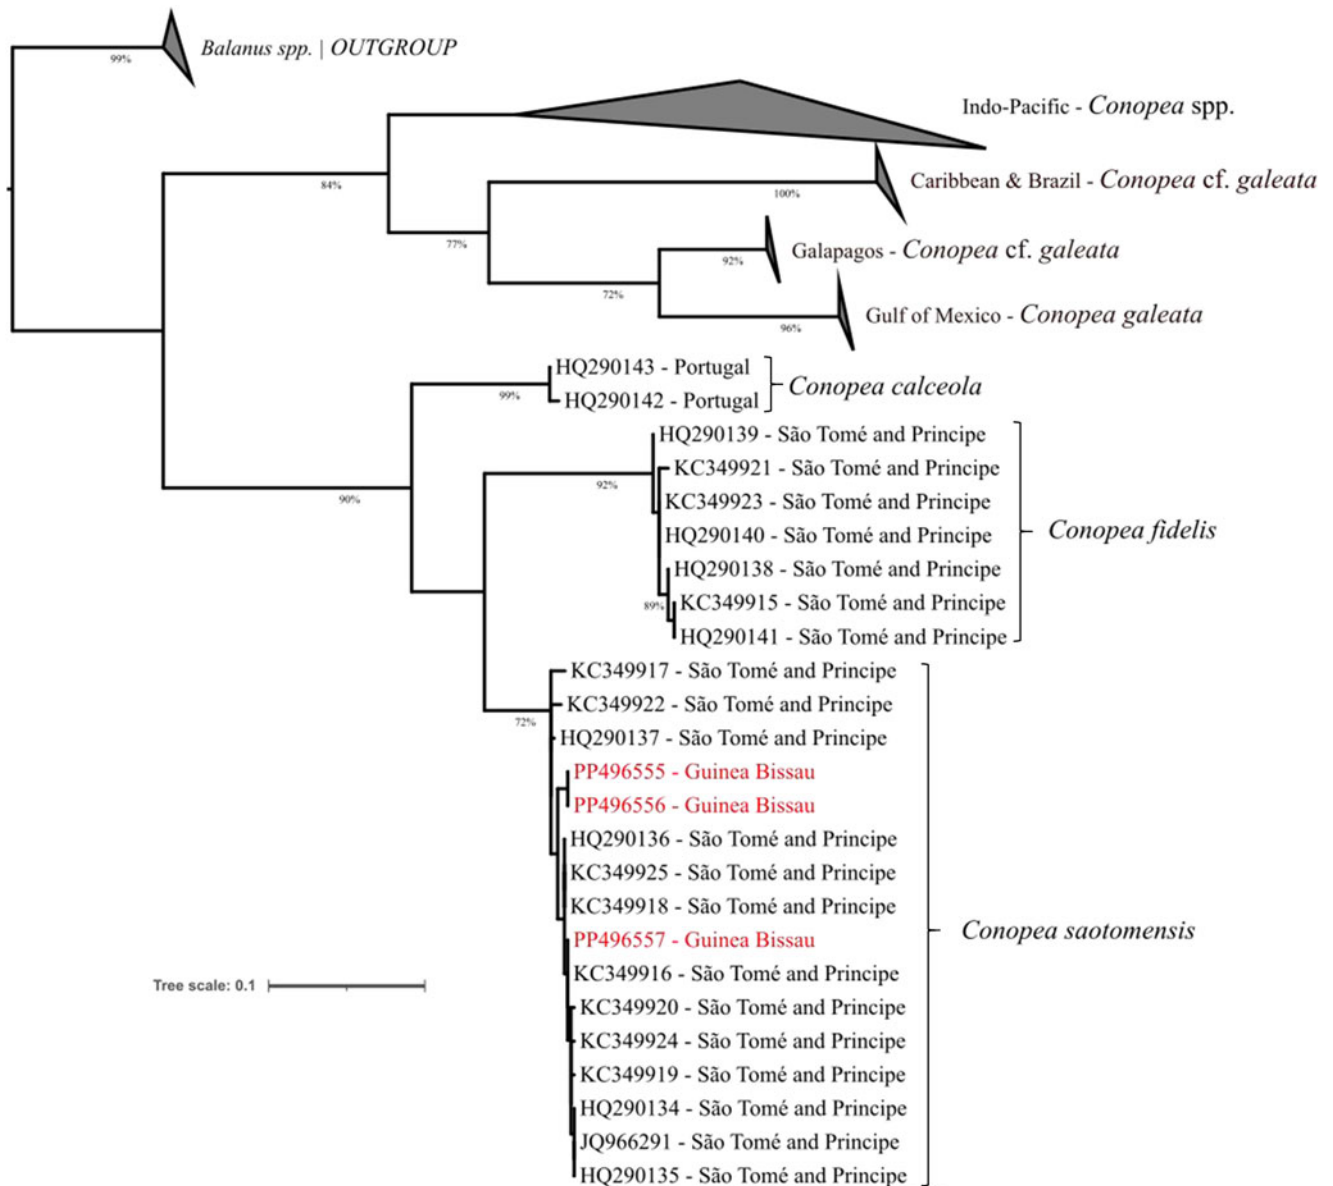 99%
Balanus spp. | OUTGROUP
Indo-Pacific - Conopea spp.
84%
Caribbean & Brazil - Conopea cf. galeata
100%
77%
Galapagos - Conopea cf. galeata
92%
72%
Gulf of Mexico - Conopea galeata
96%
HQ290143 - Portugal
Conopea calceola
99%
HQ290142 - Portugal
HQ290139 - São Tomé and Principe
KC349921 - São Tomé and Principe
92%
90%
KC349923 - São Tomé and Principe
Conopea fidelis
HQ290140 - São Tomé and Principe
HQ290138 - São Tomé and Principe
89%
KC349915 - São Tomé and Principe
HQ290141 - São Tomé and Principe
KC349917 - São Tomé and Principe
KC349922 - São Tomé and Principe
72%
HQ290137 - São Tomé and Principe
PP496555 - Guinea Bissau
PP496556 - Guinea Bissau
HQ290136 - São Tomé and Principe
KC349925 - São Tomé and Principe
KC349918 - São Tomé and Principe
Conopea saotomensis
PP496557 - Guinea Bissau
KC349916 - São Tomé and Principe
Tree scale: 0.1
KC349920 - São Tomé and Principe
KC349924 - São Tomé and Principe
KC349919 - São Tomé and Principe
HQ290134 - São Tomé and Principe
JQ966291 - São Tomé and Principe
HQ290135 - São Tomé and Principe